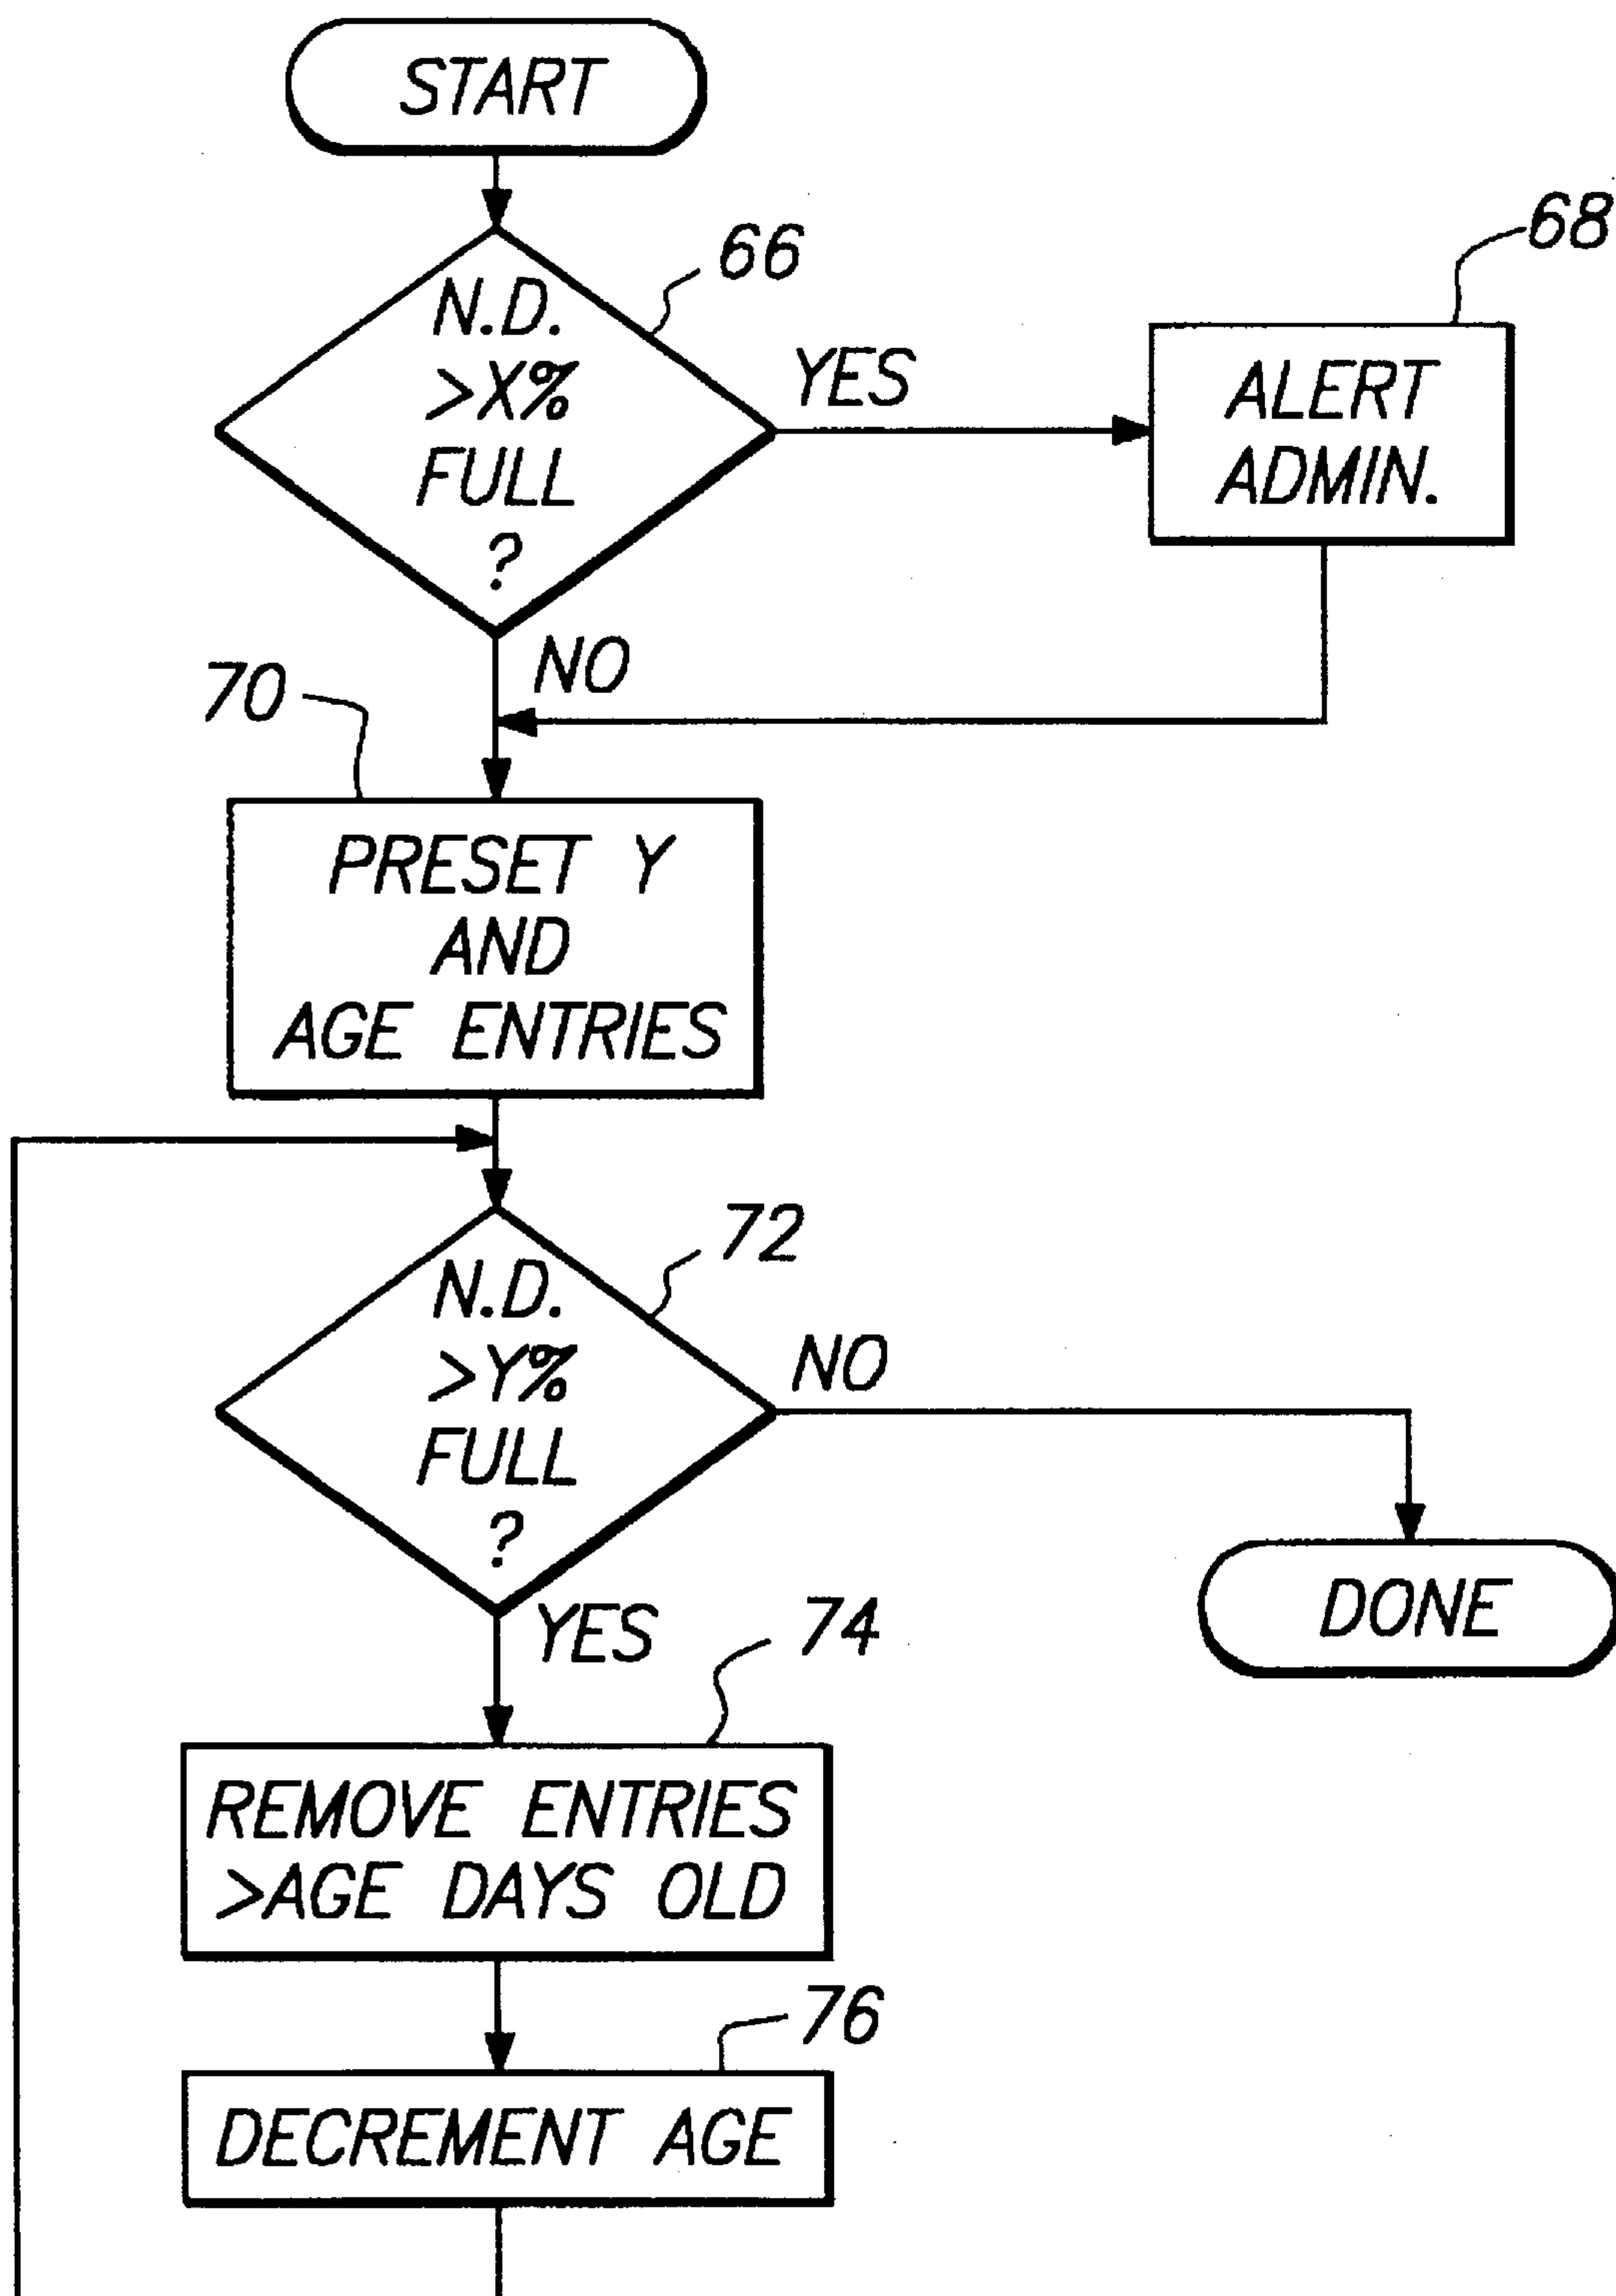 START
66
68
N.D.
>X%
FULL
?
YES
ALERT
ADMIN.
NO
70
PRESET Y
AND
AGE ENTRIES
72
N.D.
>Y%
FULL
?
NO
DONE
YES
74
REMOVE ENTRIES
>AGE DAYS OLD
76
DECREMENT AGE